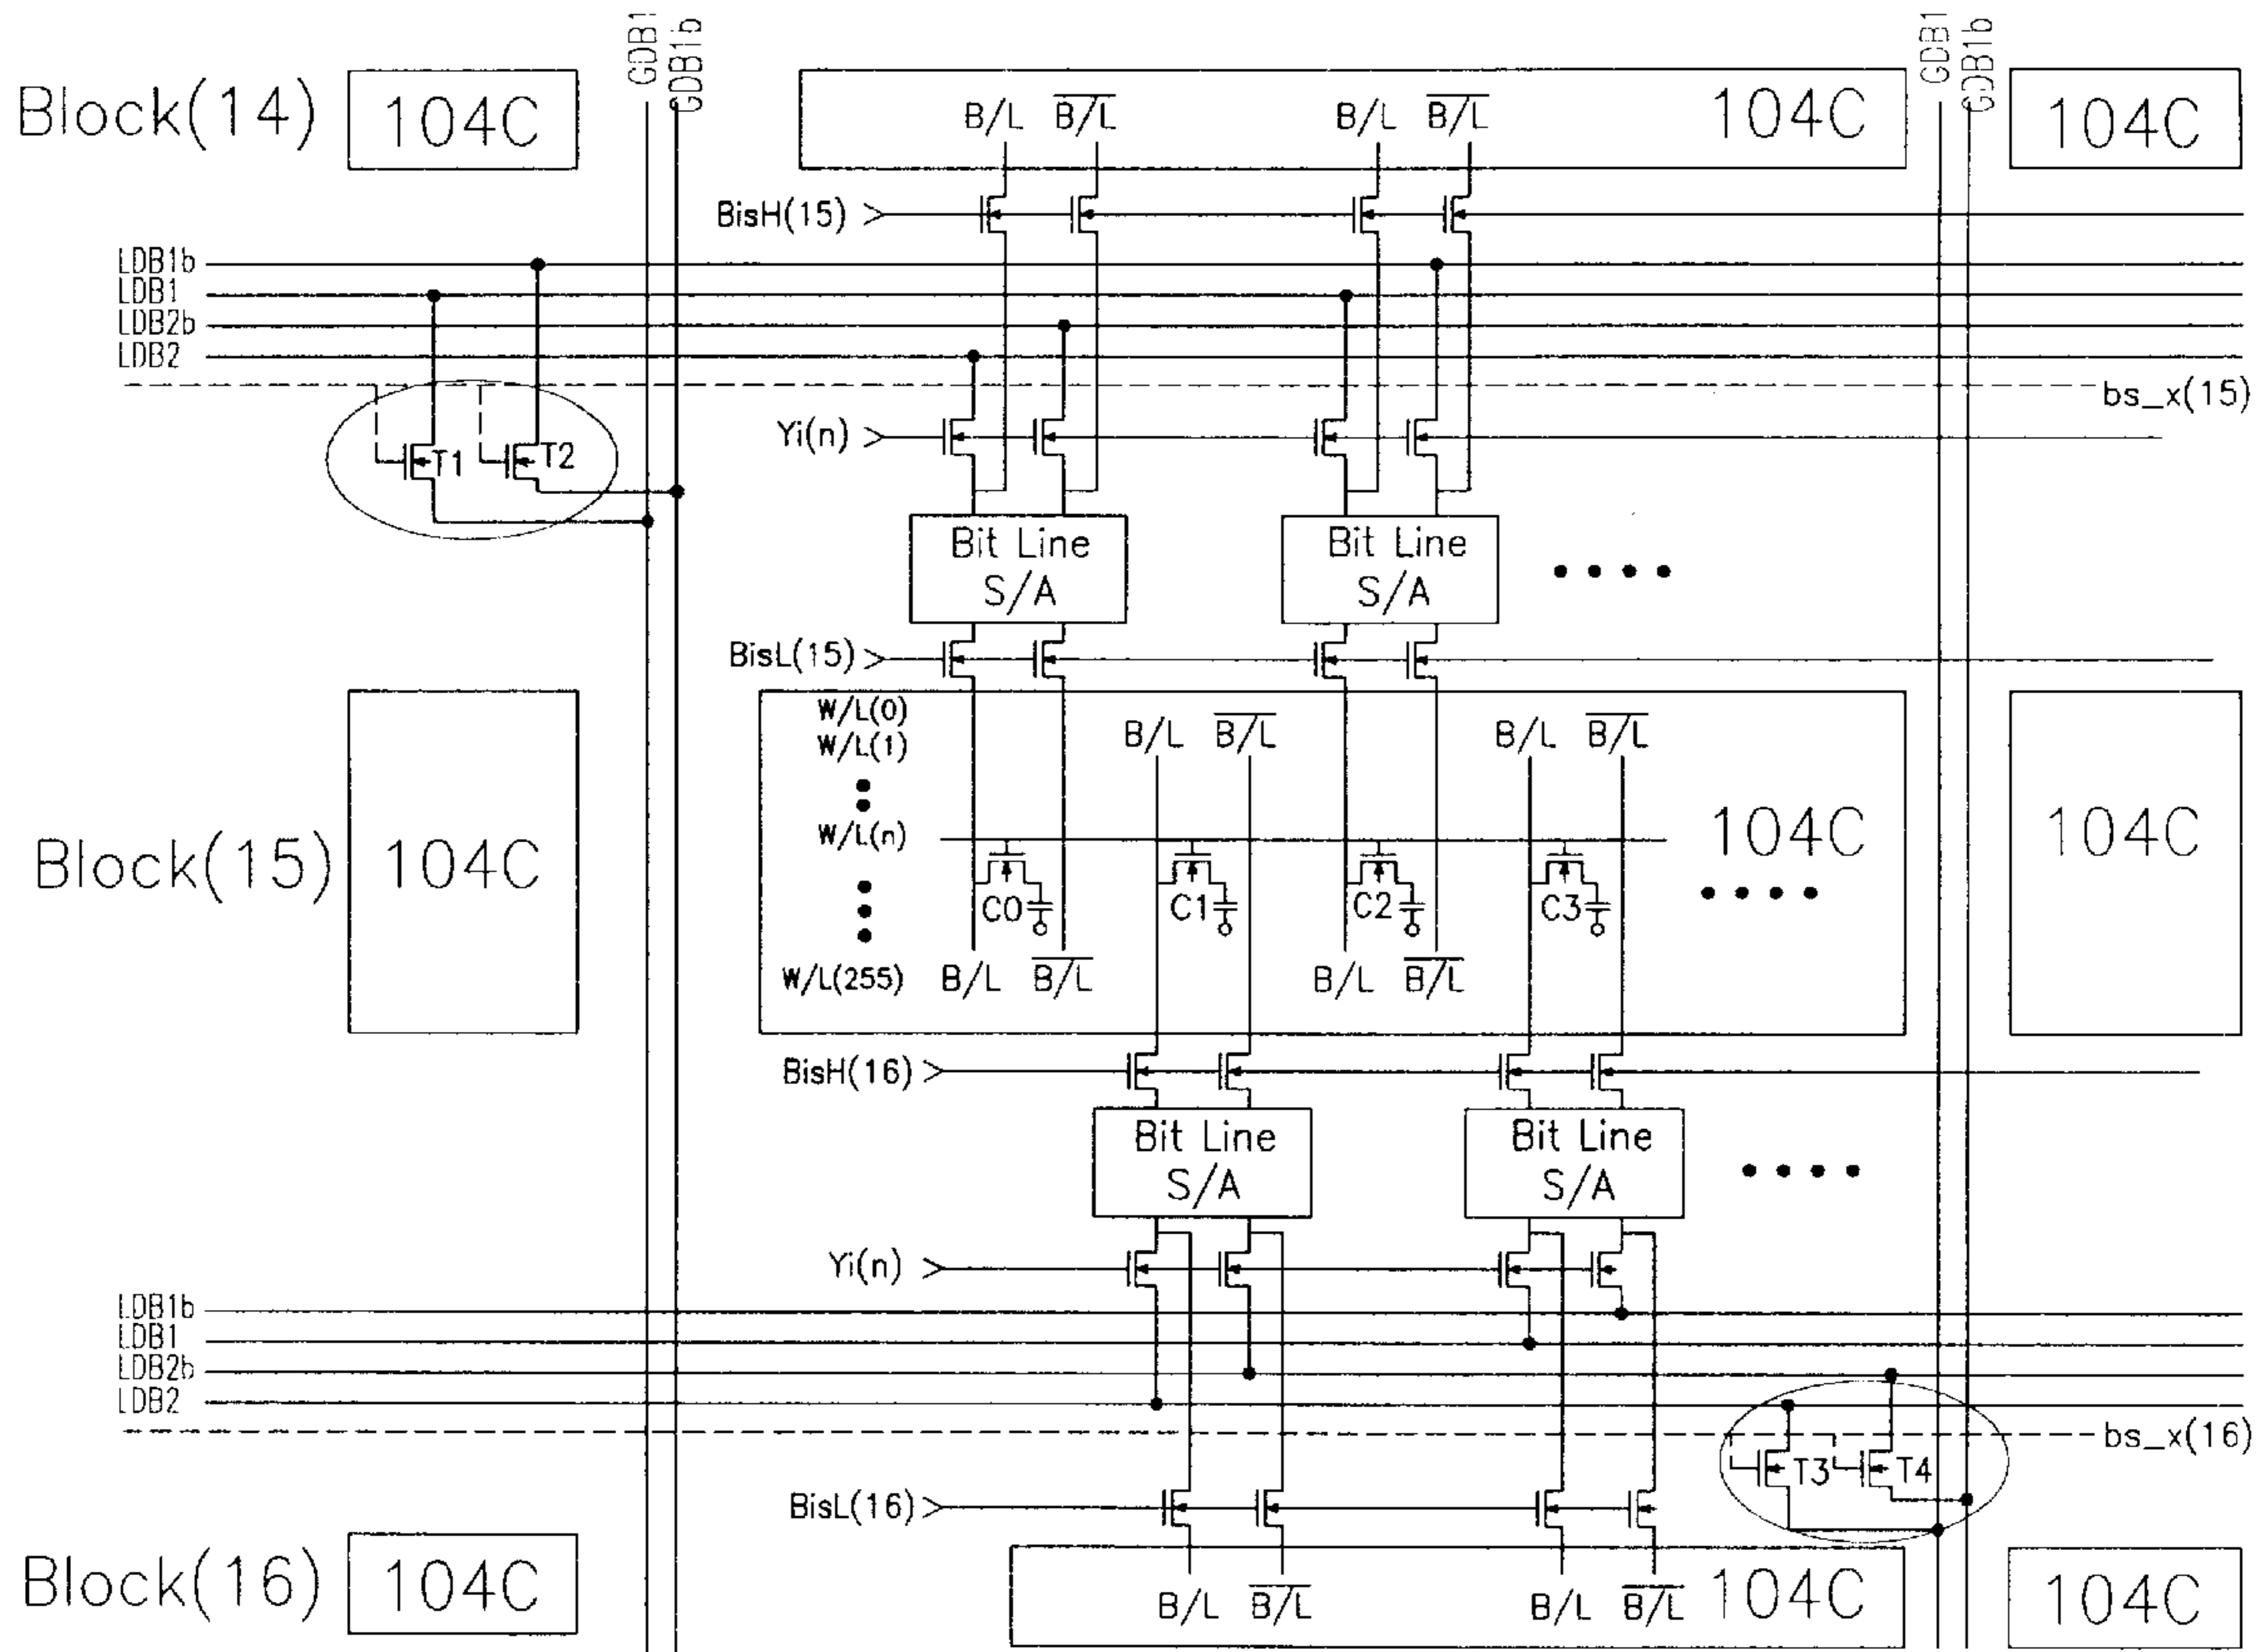 GDB1
GDB1b
GDB1
GDB1b
Block(14)
104C
B/L B/L B/L B/L 104C
104C
BisH(15)
LDB1b
LDB1
LDB2b
LDB2
bs_x(15)
Yi(n)
T1 T2
Bit Line
S/A
Bit Line
S/A
BisL(15)
W/L(0)
W/L(1)
B/L B/L B/L B/L
W/L(n)
Block(15)
104C
104C
104C
C0 C1 C2 C3
W/L(255) B/L B/L B/L B/L
BisH(16)
Bit Line
S/A
Bit Line
S/A
Yi(n)
LDB1b
LDB1
LDB2b
LDB2
bs_x(16)
T3 T4
BisL(16)
Block(16)
104C
B/L B/L B/L B/L 104C
104C